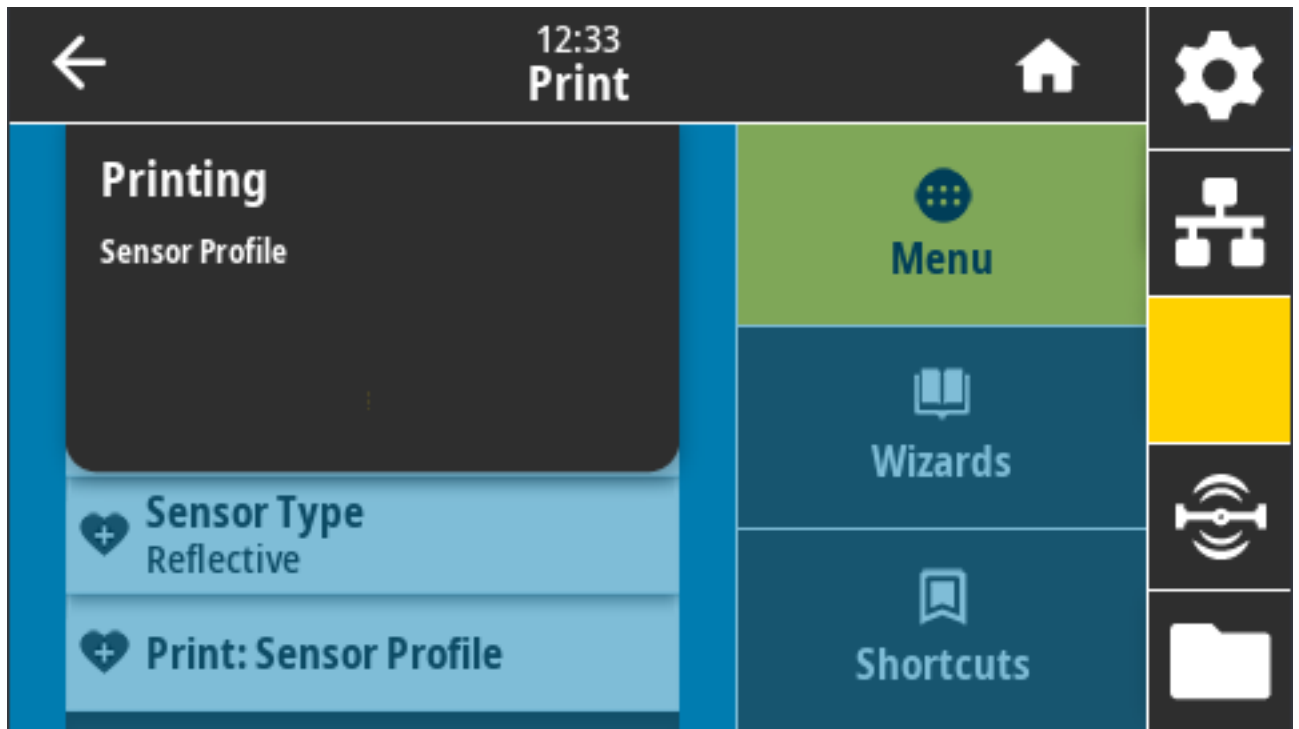 12:33
Print
Printing
Sensor Profile
Sensor Type
Reflective
Print: Sensor Profile
Menu
Wizards
Shortcuts